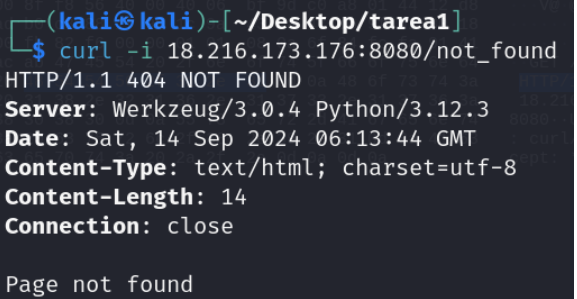 ┌──(kali㉿kali)-[~/Desktop/tarea1]
└─$ curl -i 18.216.173.176:8080/not_found
HTTP/1.1 404 NOT FOUND
Server: Werkzeug/3.0.4 Python/3.12.3
Date: Sat, 14 Sep 2024 06:13:44 GMT
Content-Type: text/html; charset=utf-8
Content-Length: 14
Connection: close

Page not found